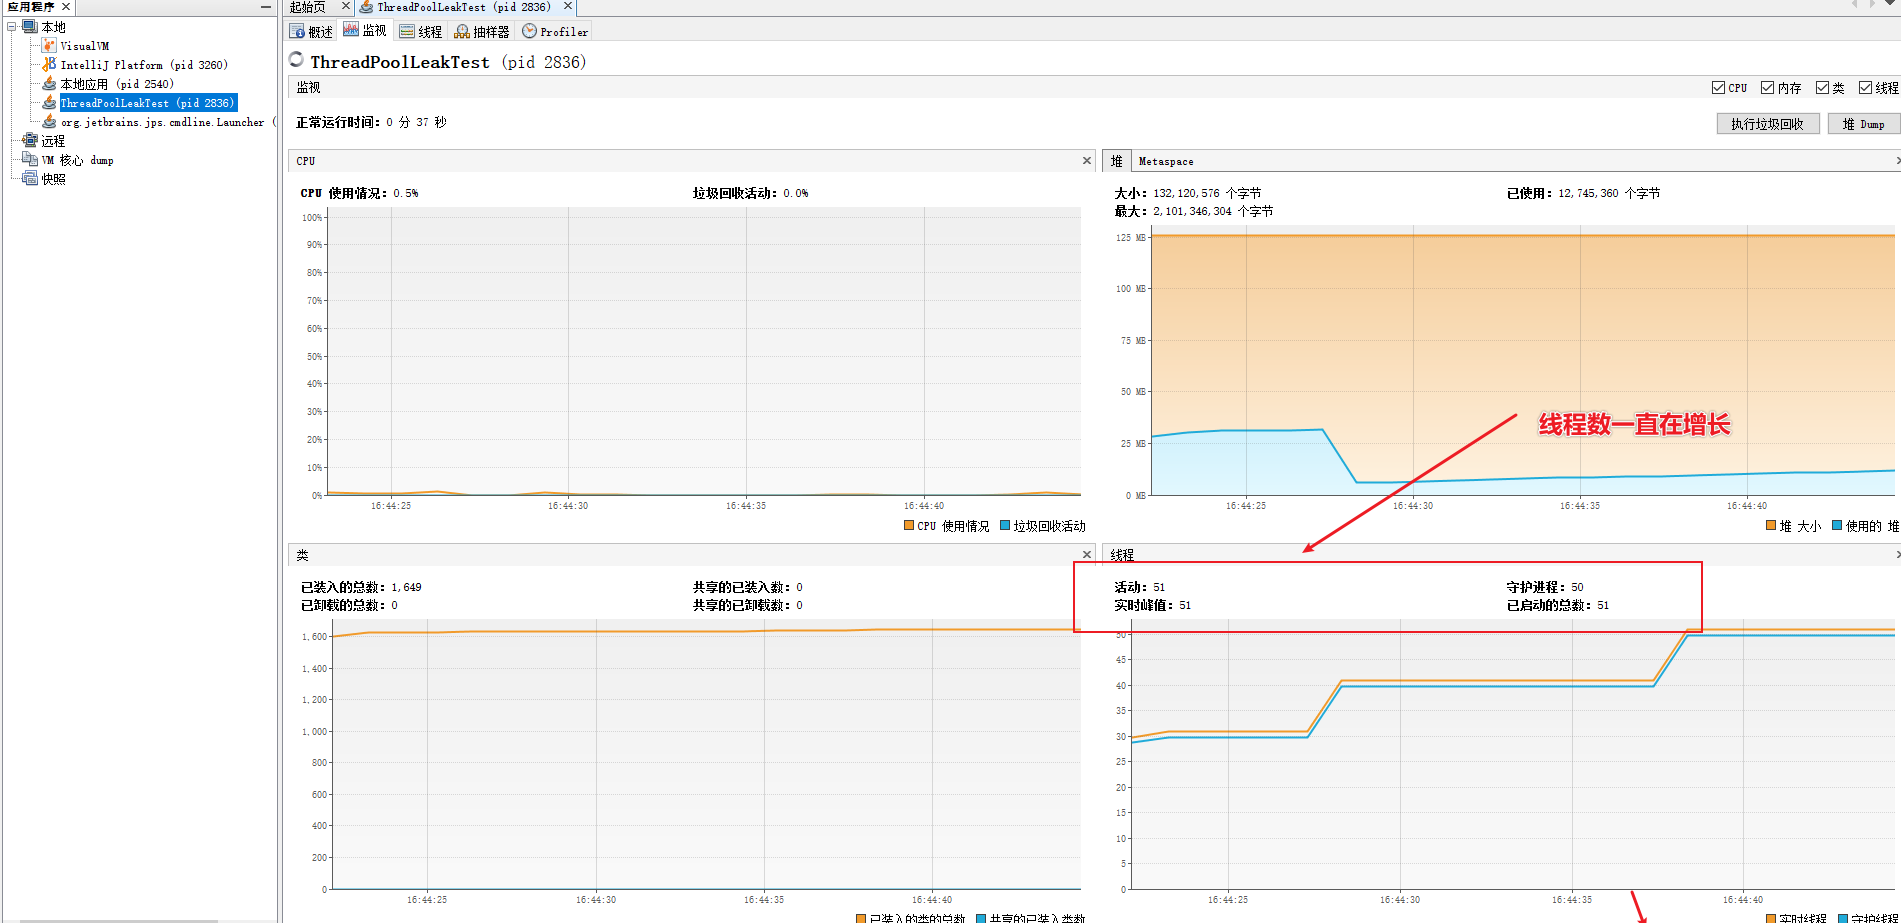 应用程序
本地
VisualVM
IntelliJ Platform (pid 3260)
本地应用 (pid 2540)
ThreadPoolLeakTest (pid 2836)
org.jetbrains.jps.cmdline.Launcher (
远程
VM 核心 dump
快照
起始页 ThreadPoolLeakTest (pid 2836)
概述 监视 线程 抽样器 Profiler
ThreadPoolLeakTest (pid 2836)
监视 CPU 内存 类 线程
正常运行时间: 0 分 37 秒 执行垃圾回收 堆 Dump
CPU
CPU 使用情况: 0.5% 垃圾回收活动: 0.0%
100%
90%
80%
70%
60%
50%
40%
30%
20%
10%
0%
16:44:25 16:44:30 16:44:35 16:44:40
CPU 使用情况 垃圾回收活动
堆 Metaspace
大小: 132,120,576 个字节 已使用: 12,745,360 个字节
最大: 2,101,346,304 个字节
125 MB
100 MB
75 MB
50 MB
25 MB
0 MB
线程数一直在增长
16:44:25 16:44:30 16:44:35 16:44:40
堆 大小 使用的 堆
类
已装入的总数: 1,649 共享的已装入数: 0
已卸载的总数: 0 共享的已卸载数: 0
1,600
1,400
1,200
1,000
800
600
400
200
0
16:44:25 16:44:30 16:44:35 16:44:40
已装入的类的总数 共享的已装入类数
线程
活动: 51 守护进程: 50
实时峰值: 51 已启动的总数: 51
50
45
40
35
30
25
20
15
10
5
0
16:44:25 16:44:30 16:44:35 16:44:40
实时线程 守护线程